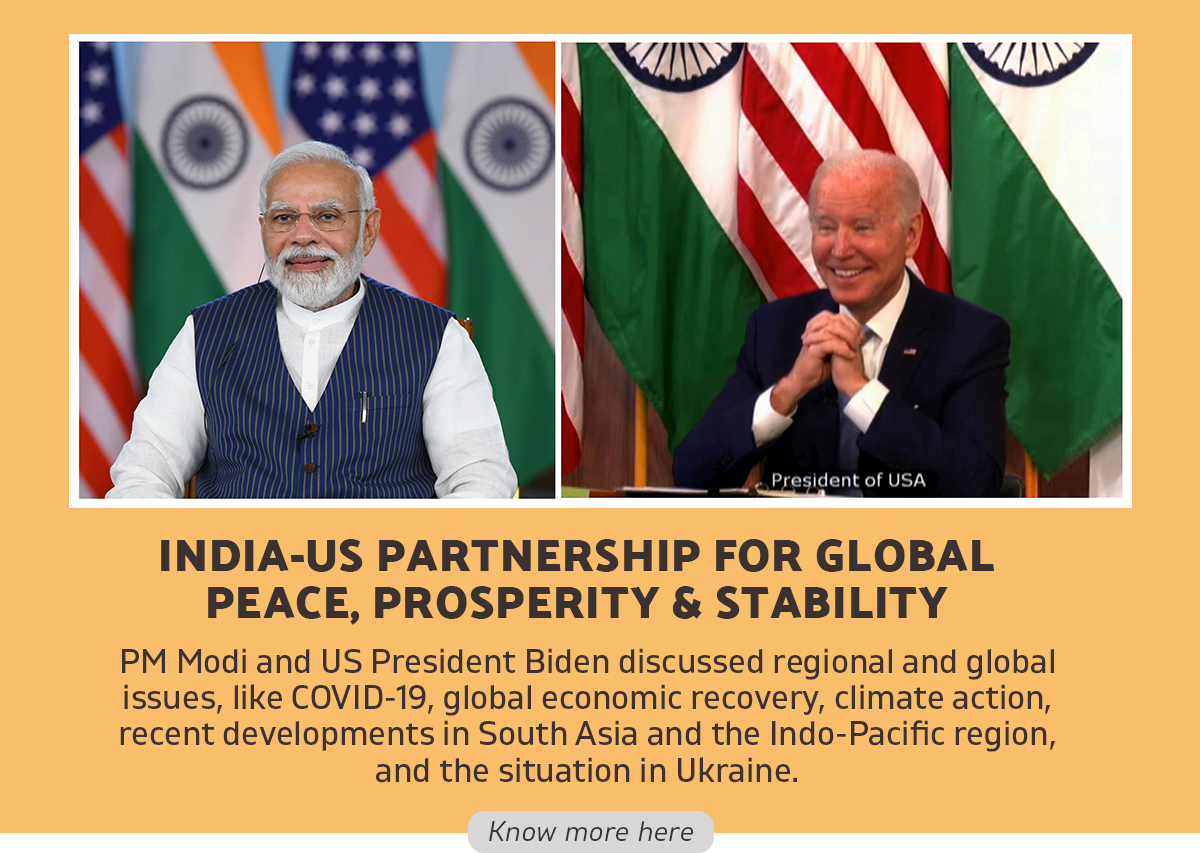 President of USA
INDIA-US PARTNERSHIP FOR GLOBAL
PEACE, PROSPERITY & STABILITY
PM Modi and US President Biden discussed regional and global
issues, like COVID-19, global economic recovery, climate action,
recent developments in South Asia and the Indo-Pacific region,
and the situation in Ukraine.
Know more here